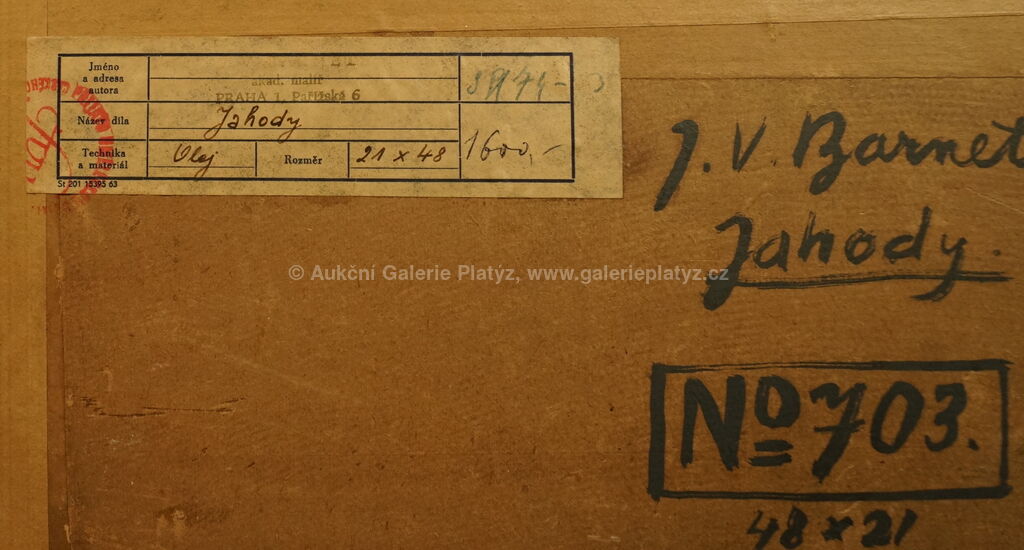 Jméno
a adresa
autora
akad. malíř
PRAHA 1, Pařížská 6
Název díla
Jahody
Technika
a materiál
Olej
Rozměr
21 x 48
1600,-
St 201 15395 63
J. V. Barnet
Jahody.
© Aukční Galerie Platýz, www.galerieplatyz.cz
No 703.
48 x 21